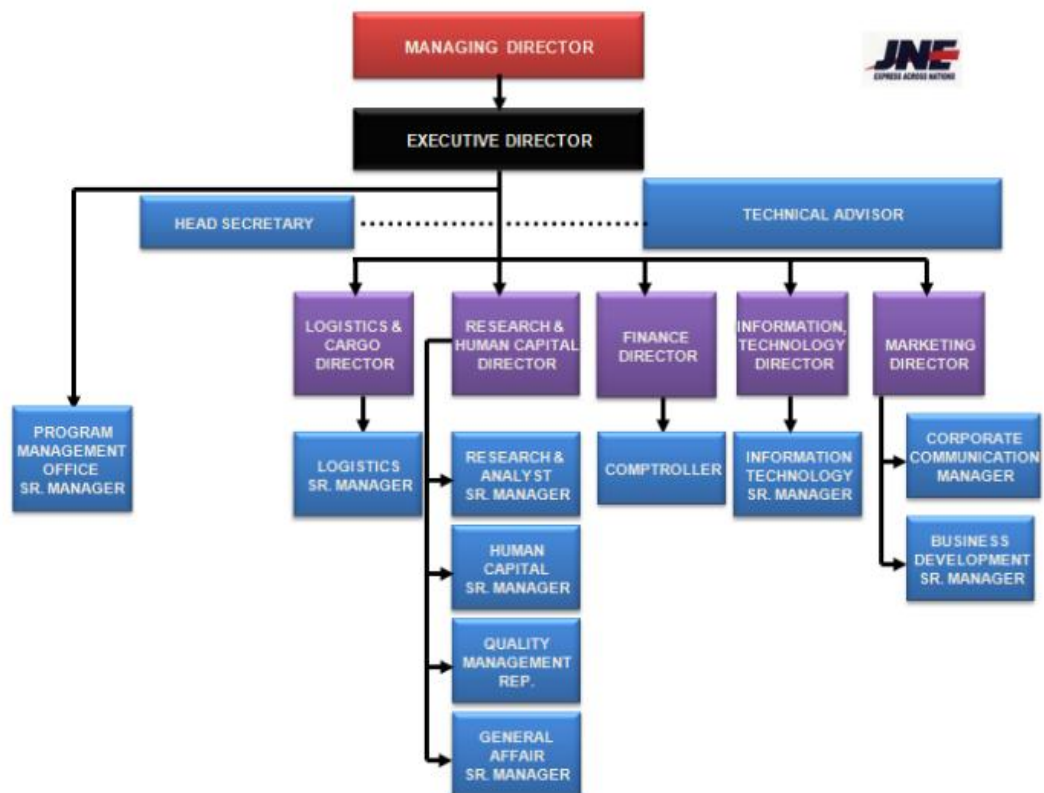 MANAGING DIRECTOR
JNE
EXPRESS ACROSS NATIONS
EXECUTIVE DIRECTOR
HEAD SECRETARY
TECHNICAL ADVISOR
LOGISTICS &
CARGO
DIRECTOR
RESEARCH &
HUMAN CAPITAL
DIRECTOR
FINANCE
DIRECTOR
INFORMATION,
TECHNOLOGY
DIRECTOR
MARKETING
DIRECTOR
PROGRAM
MANAGEMENT
OFFICE
SR. MANAGER
LOGISTICS
SR. MANAGER
RESEARCH &
ANALYST
SR. MANAGER
COMPTROLLER
INFORMATION
TECHNOLOGY
SR. MANAGER
CORPORATE
COMMUNICATION
MANAGER
HUMAN
CAPITAL
SR. MANAGER
BUSINESS
DEVELOPMENT
SR. MANAGER
QUALITY
MANAGEMENT
REP.
GENERAL
AFFAIR
SR. MANAGER